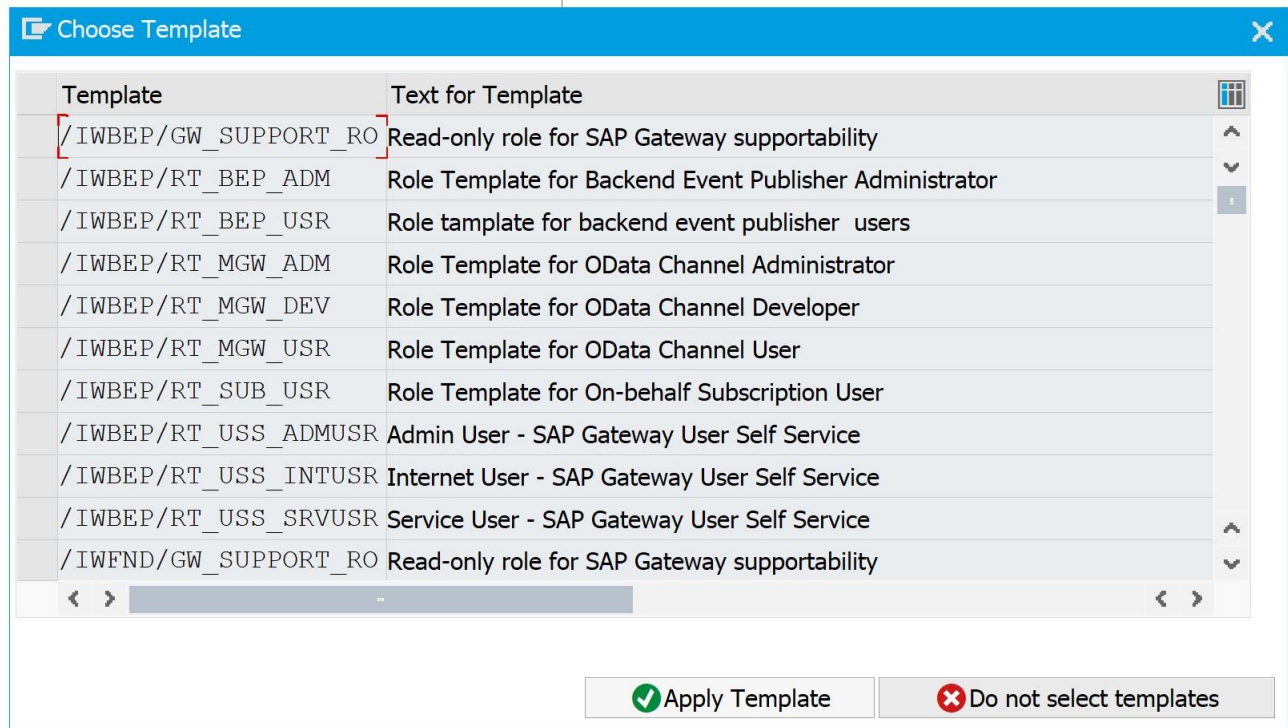 Choose Template
Template Text for Template
/IWBEP/GW_SUPPORT_RO Read-only role for SAP Gateway supportability
/IWBEP/RT_BEP_ADM Role Template for Backend Event Publisher Administrator
/IWBEP/RT_BEP_USR Role tamplate for backend event publisher  users
/IWBEP/RT_MGW_ADM Role Template for OData Channel Administrator
/IWBEP/RT_MGW_DEV Role Template for OData Channel Developer
/IWBEP/RT_MGW_USR Role Template for OData Channel User
/IWBEP/RT_SUB_USR Role Template for On-behalf Subscription User
/IWBEP/RT_USS_ADMUSR Admin User - SAP Gateway User Self Service
/IWBEP/RT_USS_INTUSR Internet User - SAP Gateway User Self Service
/IWBEP/RT_USS_SRVUSR Service User - SAP Gateway User Self Service
/IWFND/GW_SUPPORT_RO Read-only role for SAP Gateway supportability
Apply Template Do not select templates